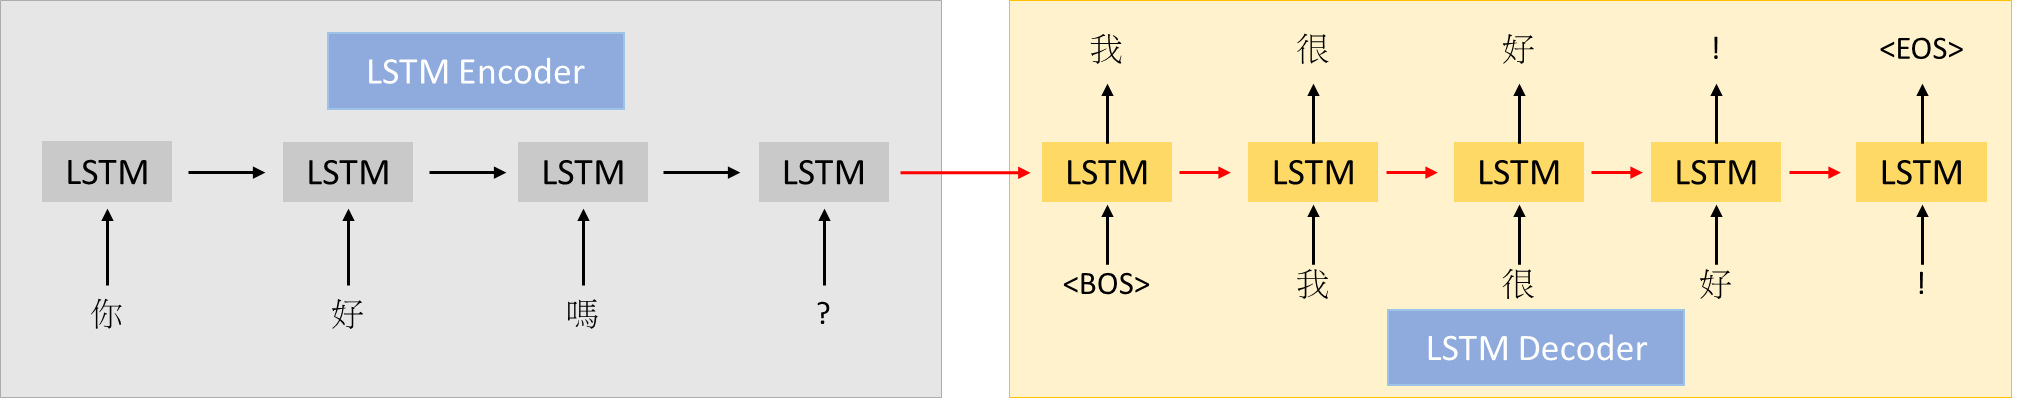 LSTM Encoder
LSTM LSTM LSTM LSTM
你 好 嗎 ?
我 很 好 ! <EOS>
LSTM LSTM LSTM LSTM LSTM
<BOS> 我 很 好 !
LSTM Decoder